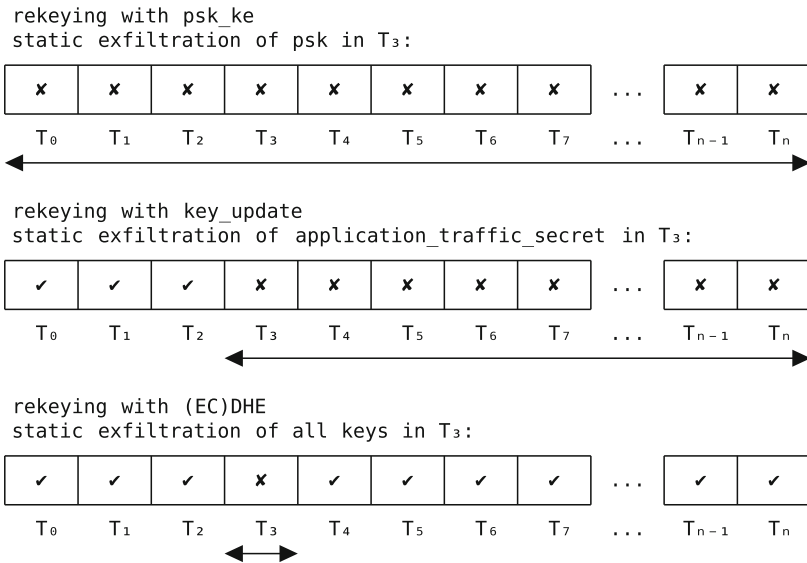 rekeying with psk_ke
static exfiltration of psk in T₃:
✘ ✘ ✘ ✘ ✘ ✘ ✘ ✘ ... ✘ ✘
T₀ T₁ T₂ T₃ T₄ T₅ T₆ T₇ ... Tₙ₋₁ Tₙ
rekeying with key_update
static exfiltration of application_traffic_secret in T₃:
✔ ✔ ✔ ✘ ✘ ✘ ✘ ✘ ... ✘ ✘
T₀ T₁ T₂ T₃ T₄ T₅ T₆ T₇ ... Tₙ₋₁ Tₙ
rekeying with (EC)DHE
static exfiltration of all keys in T₃:
✔ ✔ ✔ ✘ ✔ ✔ ✔ ✔ ... ✔ ✔
T₀ T₁ T₂ T₃ T₄ T₅ T₆ T₇ ... Tₙ₋₁ Tₙ